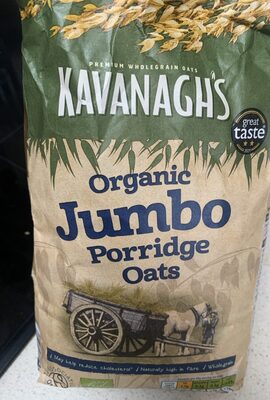 PREMIUM WHOLEGRAIN OATS
KAVANAGH'S
great
taste
Organic
Jumbo
Porridge
Oats
/ May help reduce cholesterol* / Naturally high in fibre / Wholegrain